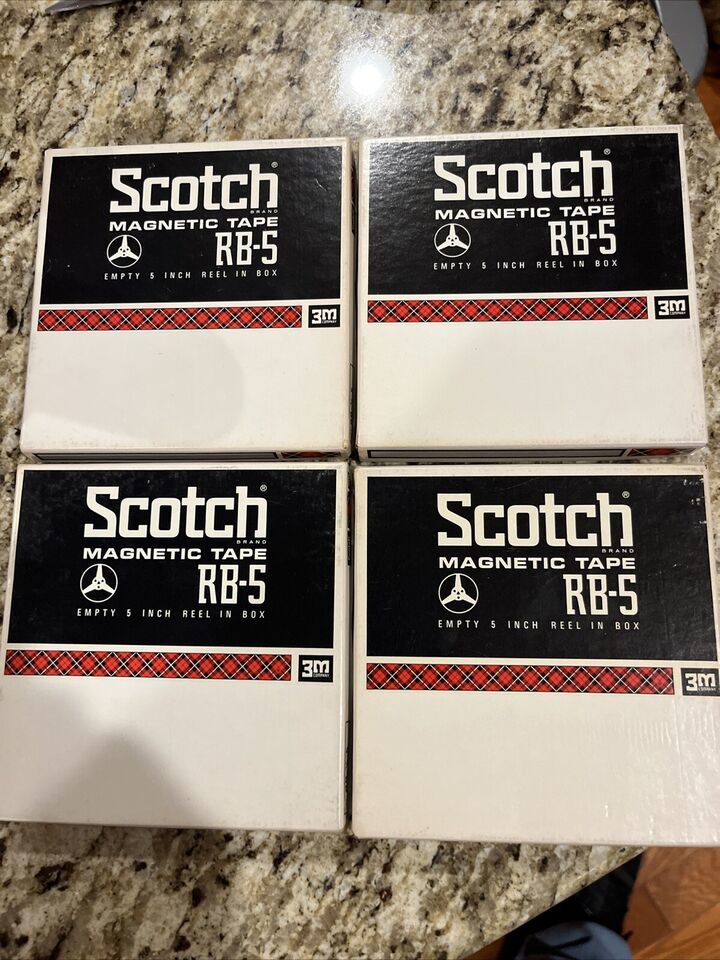 Scotch®
BRAND
MAGNETIC TAPE
RB-5
EMPTY 5 INCH REEL IN BOX
3M
COMPANY
Scotch®
BRAND
MAGNETIC TAPE
RB-5
EMPTY 5 INCH REEL IN BOX
3M
COMPANY
Scotch®
BRAND
MAGNETIC TAPE
RB-5
EMPTY 5 INCH REEL IN BOX
3M
COMPANY
Scotch®
BRAND
MAGNETIC TAPE
RB-5
EMPTY 5 INCH REEL IN BOX
3M
COMPANY